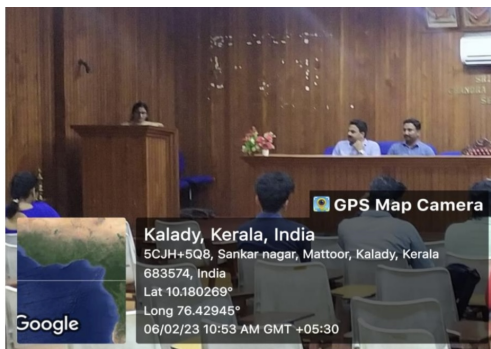 GPS Map Camera
Kalady, Kerala, India
5CJH+5Q8, Sankar nagar, Mattoor, Kalady, Kerala
683574, India
Lat 10.180269°
Long 76.42945°
06/02/23 10:53 AM GMT +05:30
Google